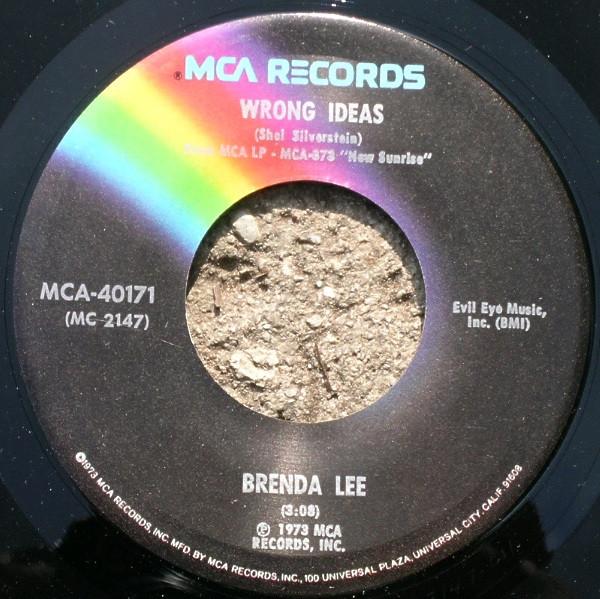 ®MCA RECORDS
WRONG IDEAS
(Shel Silverstein)
From MCA LP - MCA-373 "New Sunrise"
MCA-40171
(MC 2147)
Evil Eye Music,
Inc. (BMI)
BRENDA LEE
(3:08)
℗ 1973 MCA
RECORDS, INC.
©1973 MCA RECORDS, INC. MFD. BY MCA RECORDS, INC., 100 UNIVERSAL PLAZA, UNIVERSAL CITY, CALIF. 91608